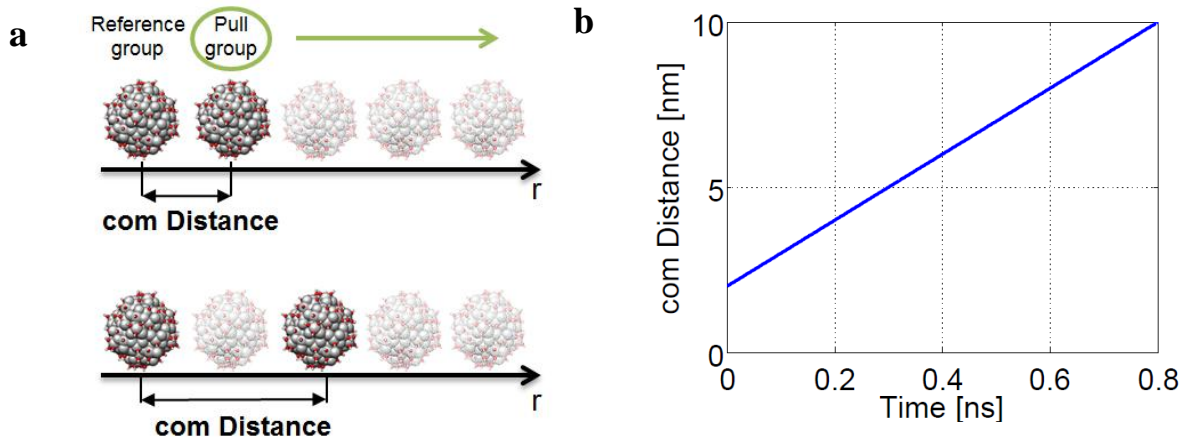 a
Reference group
Pull group
r
com Distance
r
com Distance
b
com Distance [nm]
10
5
0
0 0.2 0.4 0.6 0.8
Time [ns]